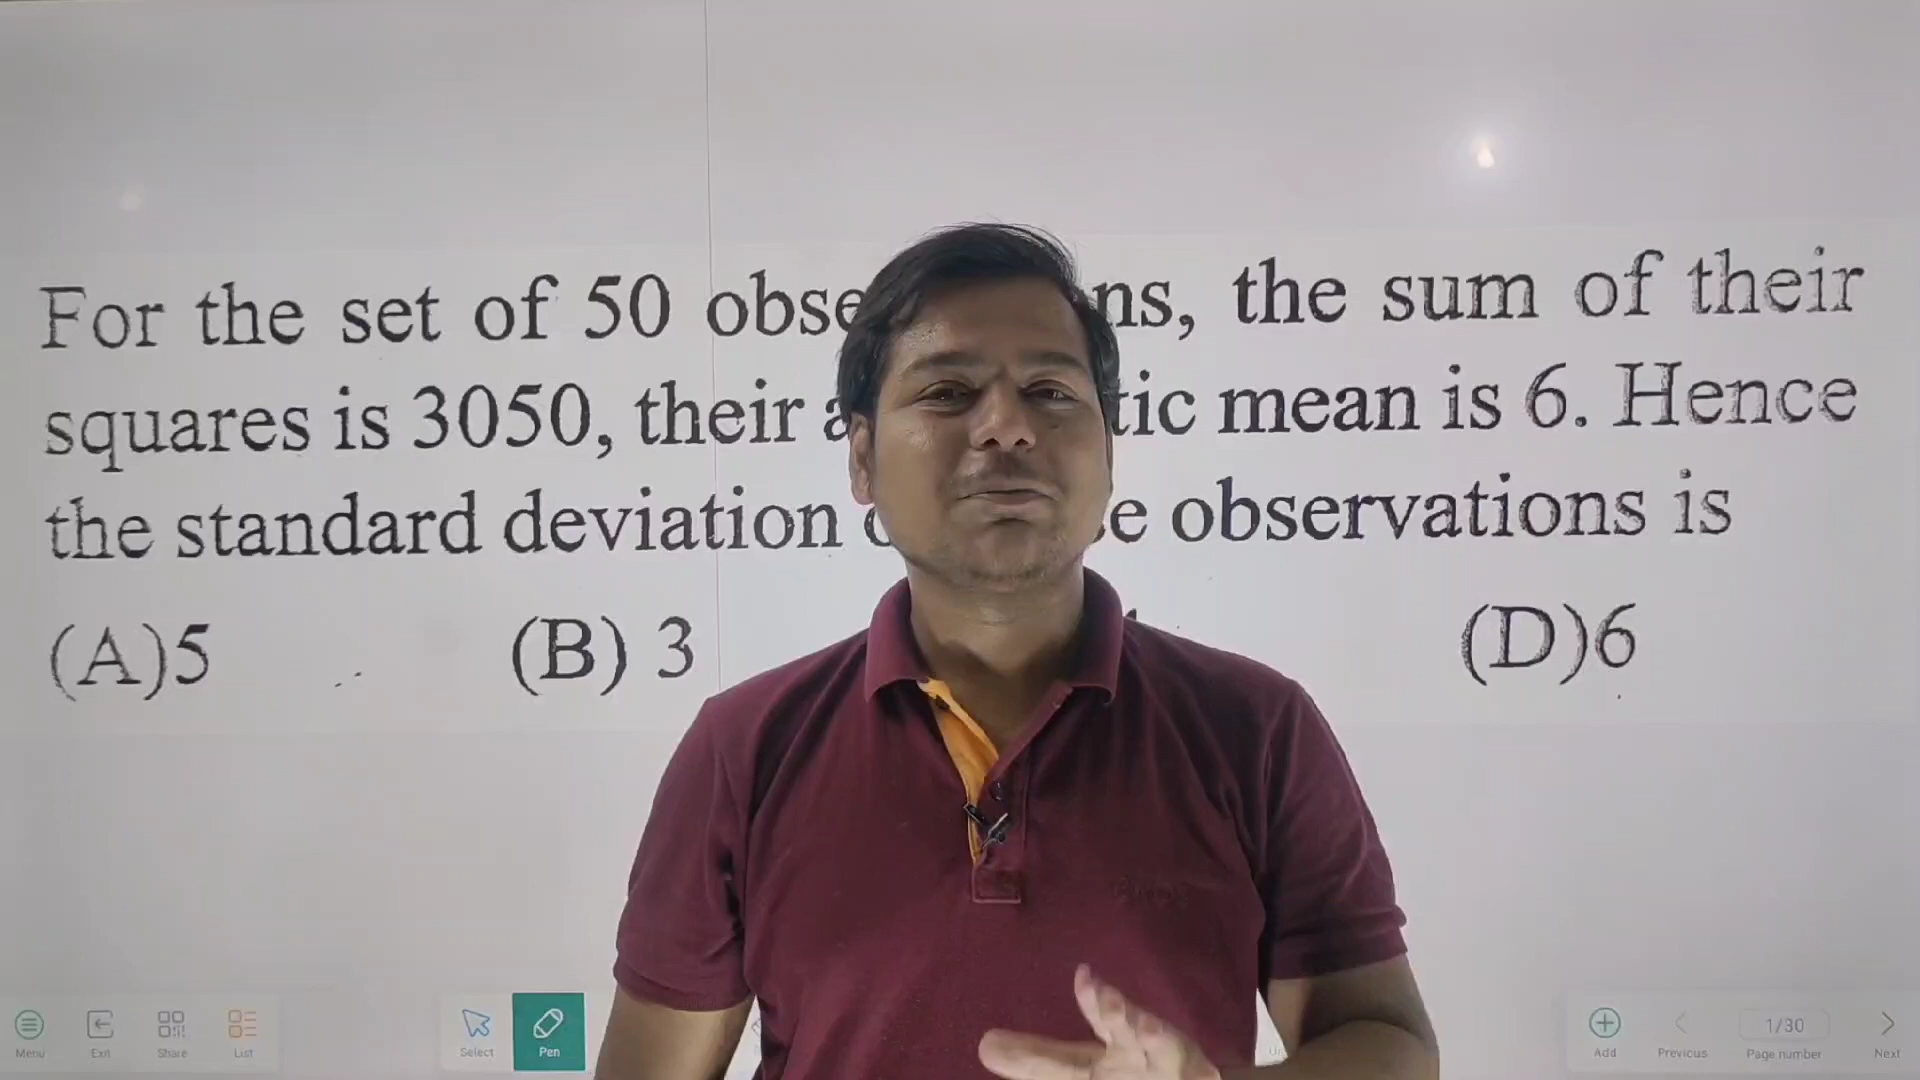 For the set of 50 obse ns, the sum of their
squares is 3050, their a tic mean is 6. Hence
the standard deviation e observations is
(A)5 (B) 3 (D)6
Menu Exit Share List Select Pen Add Previous 1/30 Page number Next